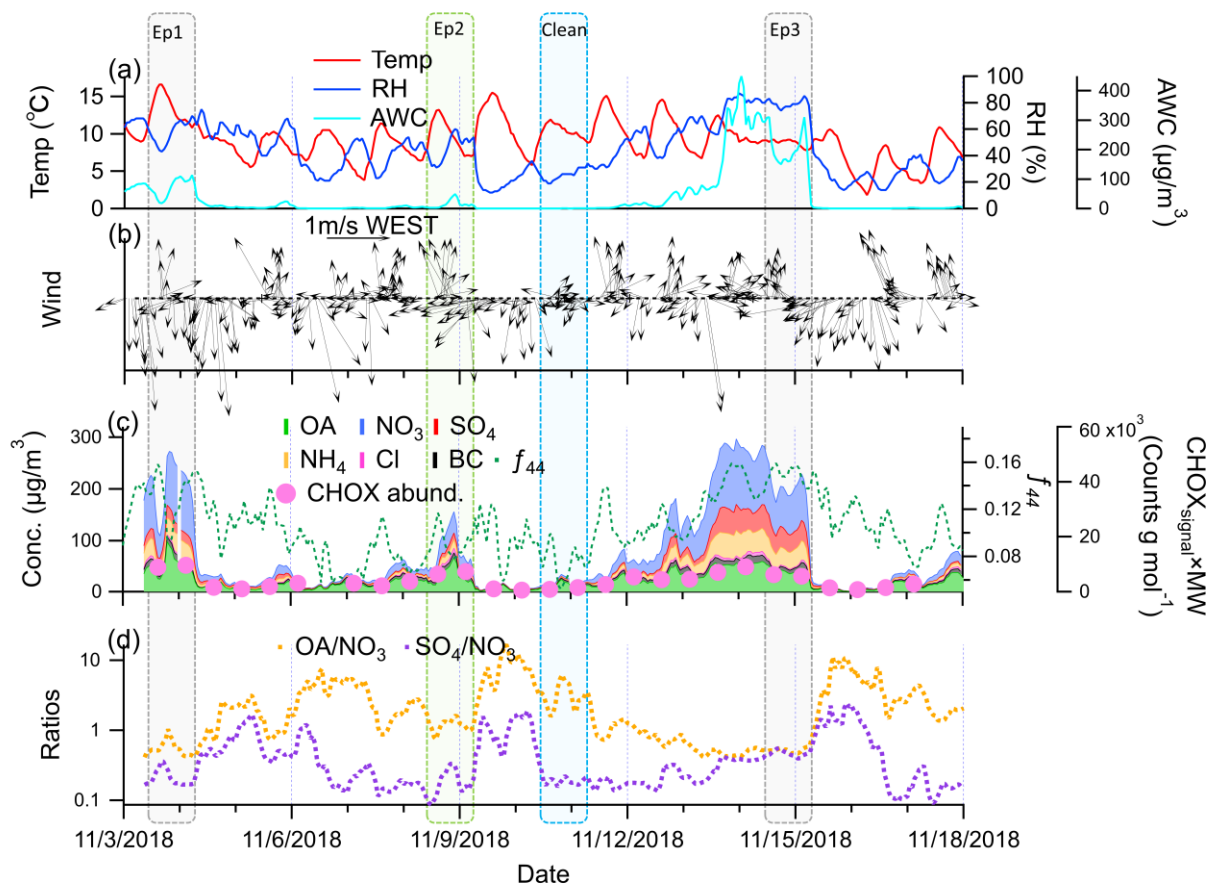 Ep1 Ep2 Clean Ep3
(a)
Temp
RH
AWC
15
10
5
0
Temp (°C)
100
80
60
40
20
0
RH (%)
400
300
200
100
0
AWC (µg/m³)
(b)
1m/s WEST
Wind
(c)
OA NO₃ SO₄
NH₄ Cl BC f₄₄
CHOX abund.
300
200
100
0
Conc. (µg/m³)
0.16
0.12
0.08
f₄₄
60 x10³
40
20
0
CHOXsignal×MW
(Counts g mol⁻¹)
(d)
OA/NO₃ SO₄/NO₃
10
1
0.1
Ratios
11/3/2018 11/6/2018 11/9/2018 11/12/2018 11/15/2018 11/18/2018
Date